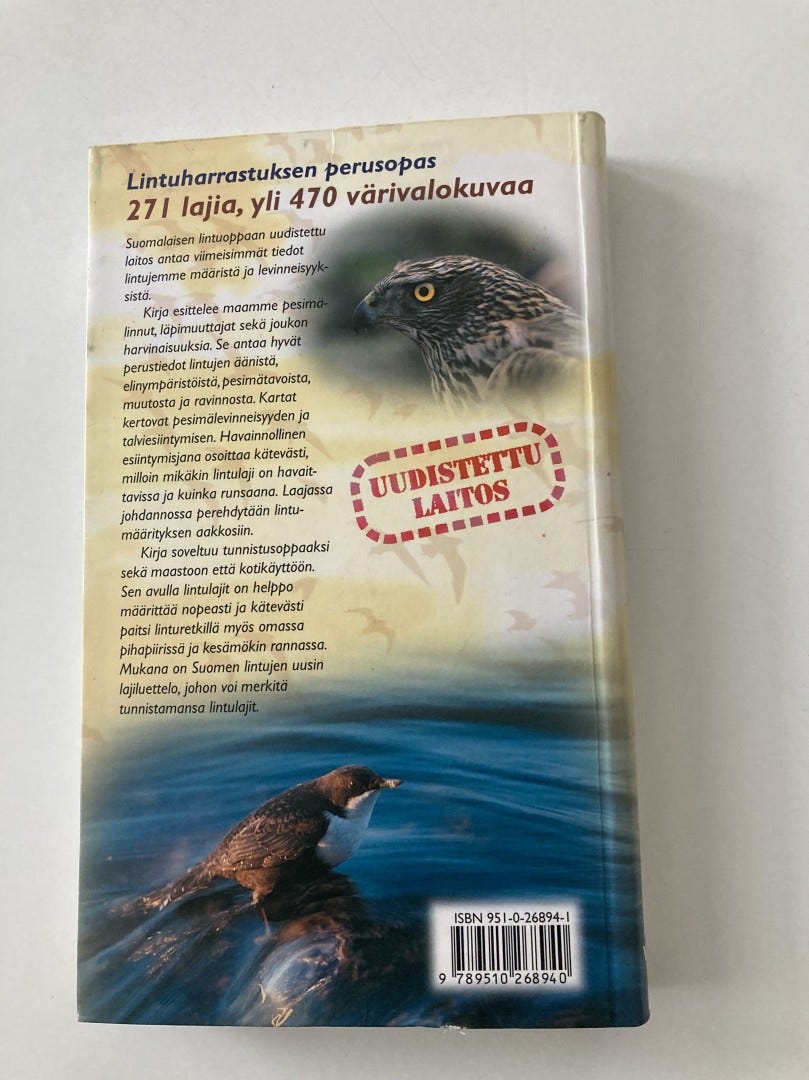 Lintuharrastuksen perusopas
271 lajia, yli 470 värivalokuvaa
Suomalaisen lintuoppaan uudistettu
laitos antaa viimeisimmät tiedot
lintujemme määristä ja levinneisyyk-
sistä.
Kirja esittelee maamme pesimä-
linnut, läpimuuttajat sekä joukon
harvinaisuuksia. Se antaa hyvät
perustiedot lintujen äänistä,
elinympäristöistä, pesimätavoista,
muutosta ja ravinnosta. Kartat
kertovat pesimälevinneisyyden ja
talviesiintymisen. Havainnollinen
esiintymisjana osoittaa kätevästi,
milloin mikäkin lintulaji on havait-
tavissa ja kuinka runsaana. Laajassa
johdannossa perehdytään lintu-
määrityksen aakkosiin.
Kirja soveltuu tunnistusoppaaksi
sekä maastoon että kotikäyttöön.
Sen avulla lintulajit on helppo
määrittää nopeasti ja kätevästi
paitsi linturetkillä myös omassa
pihapiirissä ja kesämökin rannassa.
Mukana on Suomen lintujen uusin
lajiluettelo, johon voi merkitä
tunnistamansa lintulajit.
UUDISTETTU
LAITOS
ISBN 951-0-26894-1
9 789510 268940